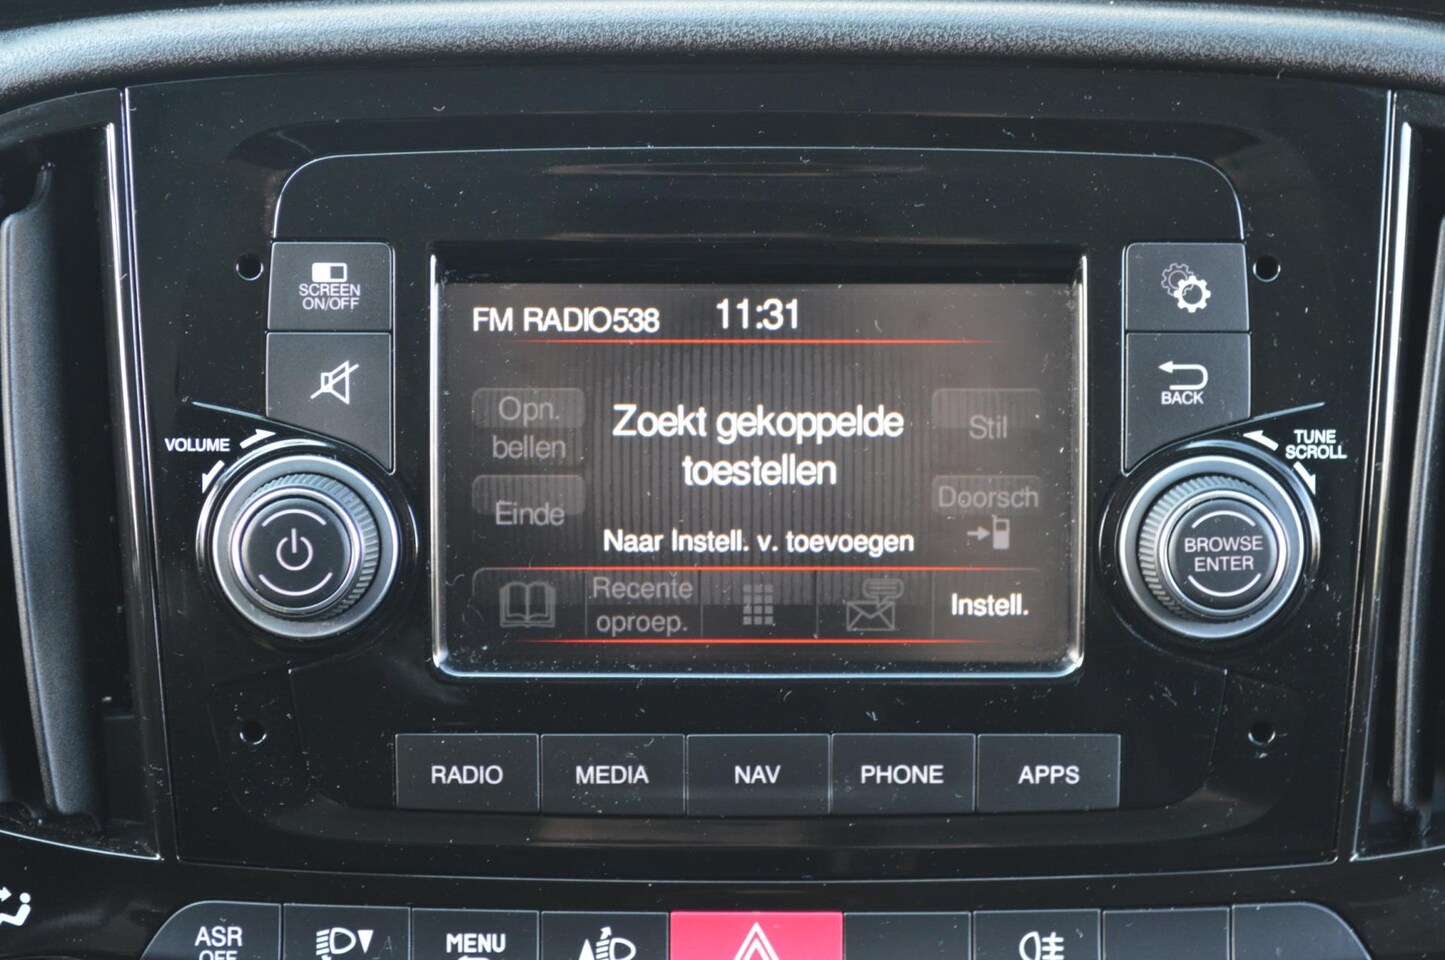 SCREEN
ON/OFF
VOLUME
FM RADIO538 11:31
Opn.
bellen
Zoekt gekoppelde
toestellen
Stil
Einde
Doorsch
Naar Instell. v. toevoegen
Recente
oproep.
Instell.
BACK
TUNE
SCROLL
BROWSE
ENTER
RADIO MEDIA NAV PHONE APPS
ASR
OFF
MENU